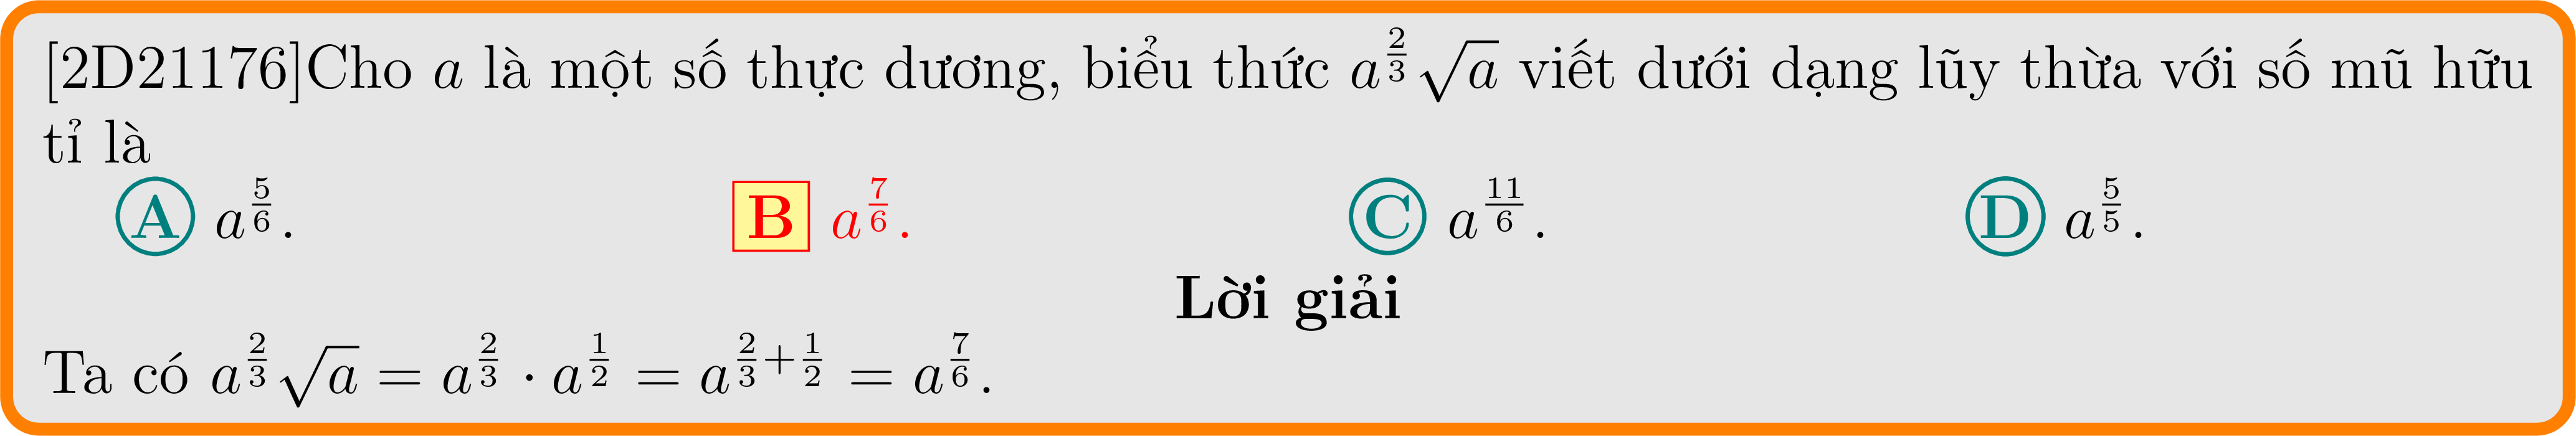 [2D21176]Cho $a$ là một số thực dương, biểu thức $a^{\frac{2}{3}}\sqrt{a}$ viết dưới dạng lũy thừa với số mũ hữu
tỉ là
A $a^{\frac{5}{6}}$. B $a^{\frac{7}{6}}$. C $a^{\frac{11}{6}}$. D $a^{\frac{5}{5}}$.
Lời giải
Ta có $a^{\frac{2}{3}}\sqrt{a} = a^{\frac{2}{3}} \cdot a^{\frac{1}{2}} = a^{\frac{2}{3}+\frac{1}{2}} = a^{\frac{7}{6}}$.